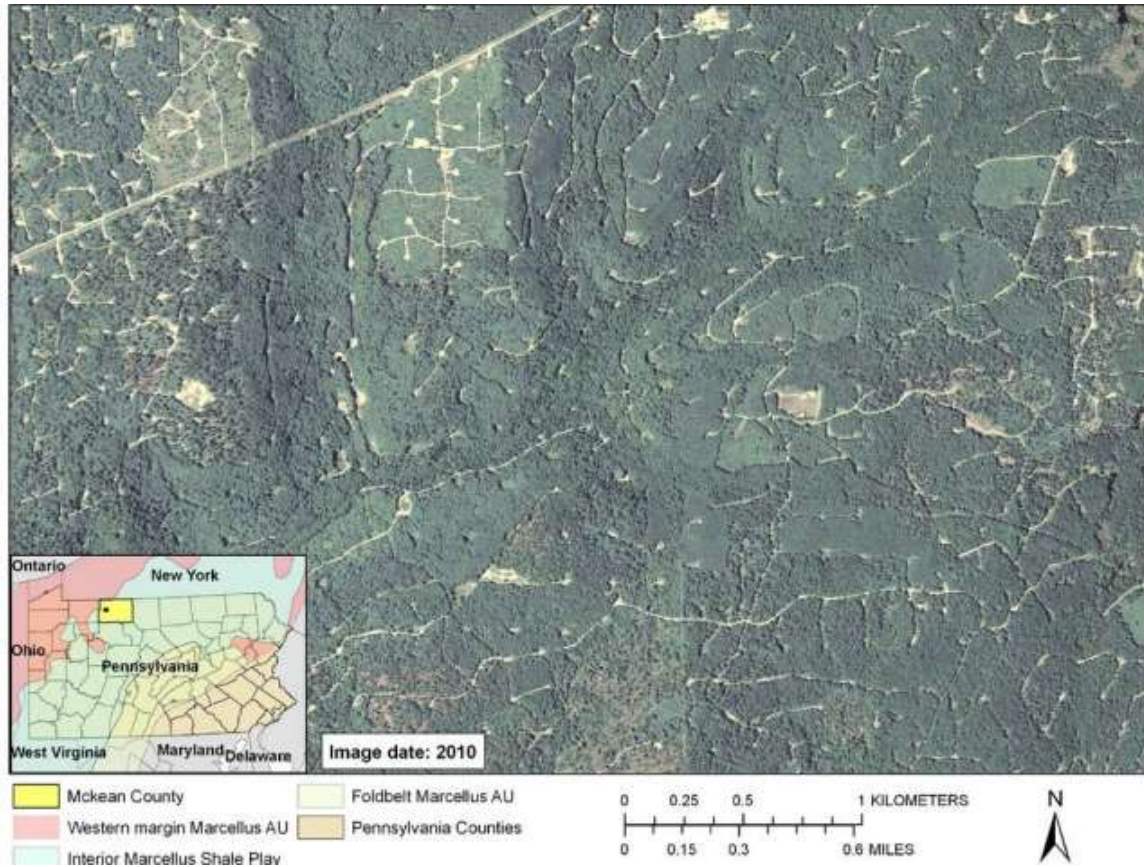 Ontario
New York
Ohio
Pennsylvania
West Virginia
Maryland
Delaware
Image date: 2010
Mckean County
Western margin Marcellus AU
Interior Marcellus Shale Play
Foldbelt Marcellus AU
Pennsylvania Counties
0 0.25 0.5 1 KILOMETERS
0 0.15 0.3 0.6 MILES
N